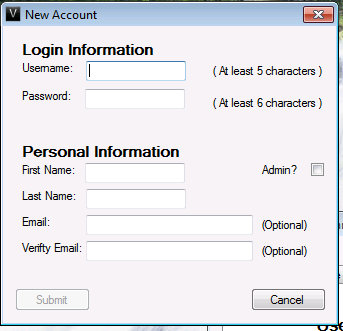 V New Account
Login Information
Username: ( At least 5 characters )
Password: ( At least 6 characters )
Personal Information
First Name: Admin?
Last Name:
Email: (Optional)
Verifty Email: (Optional)
Submit Cancel
Use